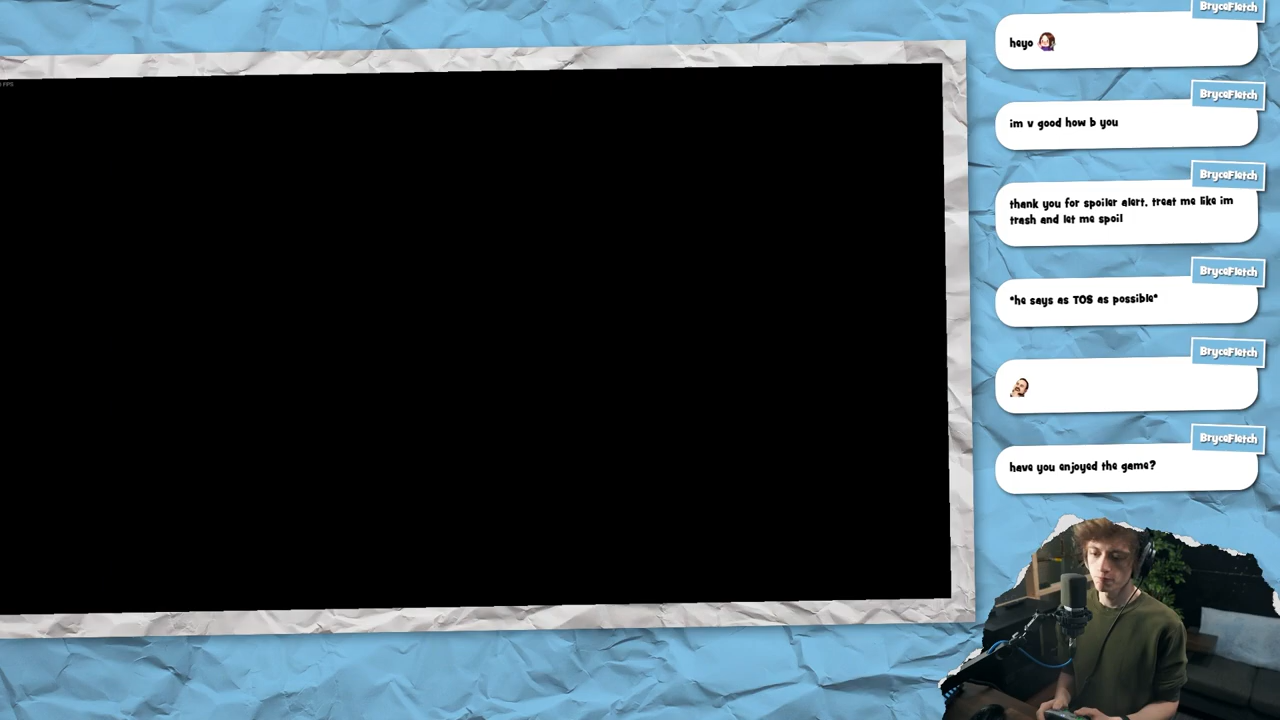 FPS
BryceFletch
heyo
BryceFletch
im v good how b you
BryceFletch
thank you for spoiler alert. treat me like im
trash and let me spoil
BryceFletch
*he says as TOS as possible*
BryceFletch
BryceFletch
have you enjoyed the game?